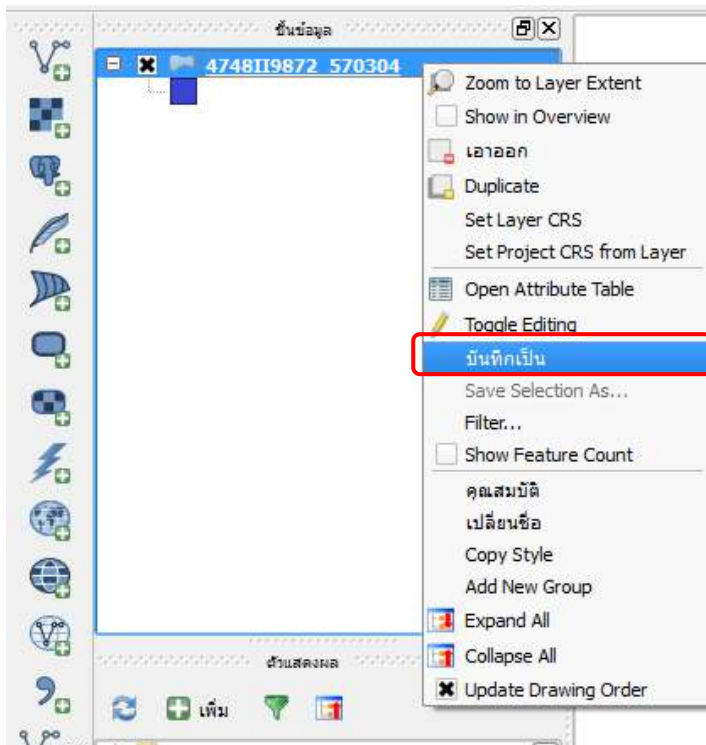 ชั้นข้อมูล
4748II9872_570304
Zoom to Layer Extent
Show in Overview
เอาออก
Duplicate
Set Layer CRS
Set Project CRS from Layer
Open Attribute Table
Toggle Editing
บันทึกเป็น
Save Selection As...
Filter...
Show Feature Count
คุณสมบัติ
เปลี่ยนชื่อ
Copy Style
Add New Group
Expand All
Collapse All
Update Drawing Order
ตัวแสดงผล
เพิ่ม